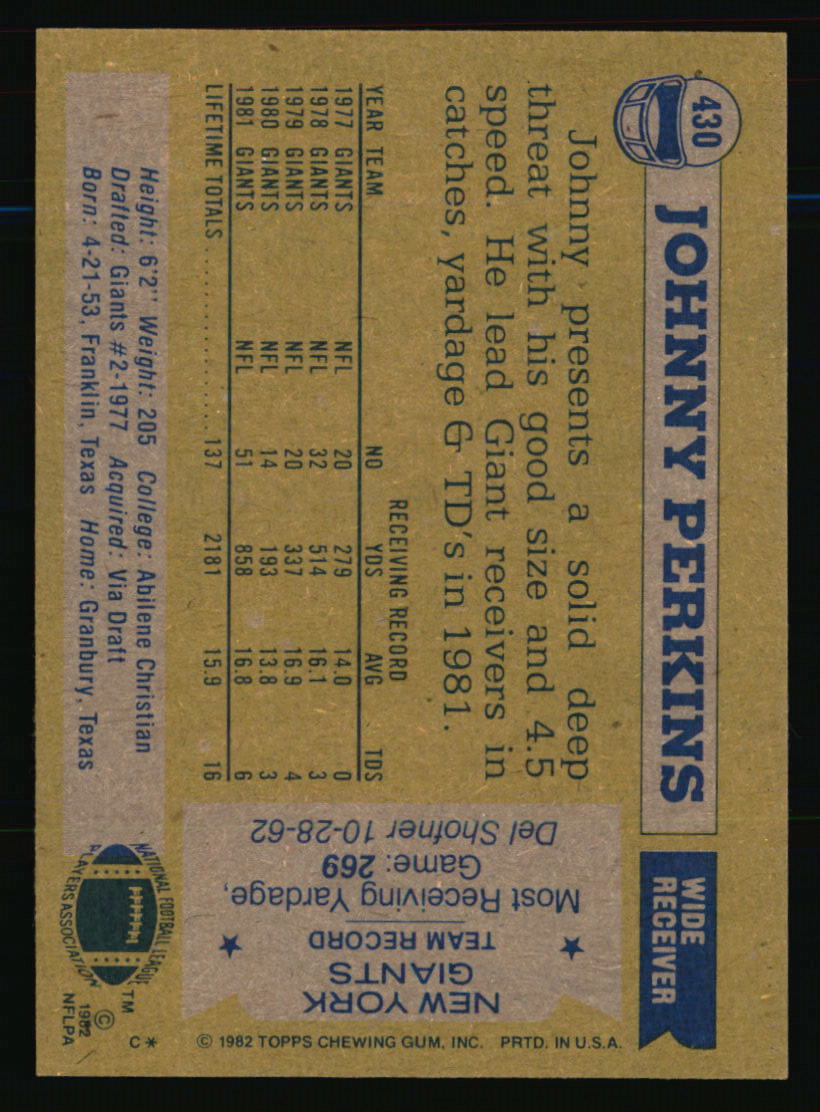 430
JOHNNY PERKINS
WIDE
RECEIVER
Johnny presents a solid deep
threat with his good size and 4.5
speed. He lead Giant receivers in
catches, yardage & TD's in 1981.
RECEIVING RECORD
YEAR TEAM NO YDS AVG TDS
1977 GIANTS NFL 20 279 14.0 0
1978 GIANTS NFL 32 514 16.1 3
1979 GIANTS NFL 20 337 16.9 4
1980 GIANTS NFL 14 193 13.8 3
1981 GIANTS NFL 51 858 16.8 6
LIFETIME TOTALS 137 2181 15.9 16
Height: 6'2" Weight: 205 College: Abilene Christian
Drafted: Giants #2-1977 Acquired: Via Draft
Born: 4-21-53, Franklin, Texas Home: Granbury, Texas
NEW YORK
GIANTS
★ TEAM RECORD ★
Most Receiving Yardage,
Game: 269
Del Shofner 10-28-62
NATIONAL FOOTBALL LEAGUE
PLAYERS ASSOCIATION
TM
©
1982
NFLPA
C*
© 1982 TOPPS CHEWING GUM, INC. PRTD. IN U.S.A.